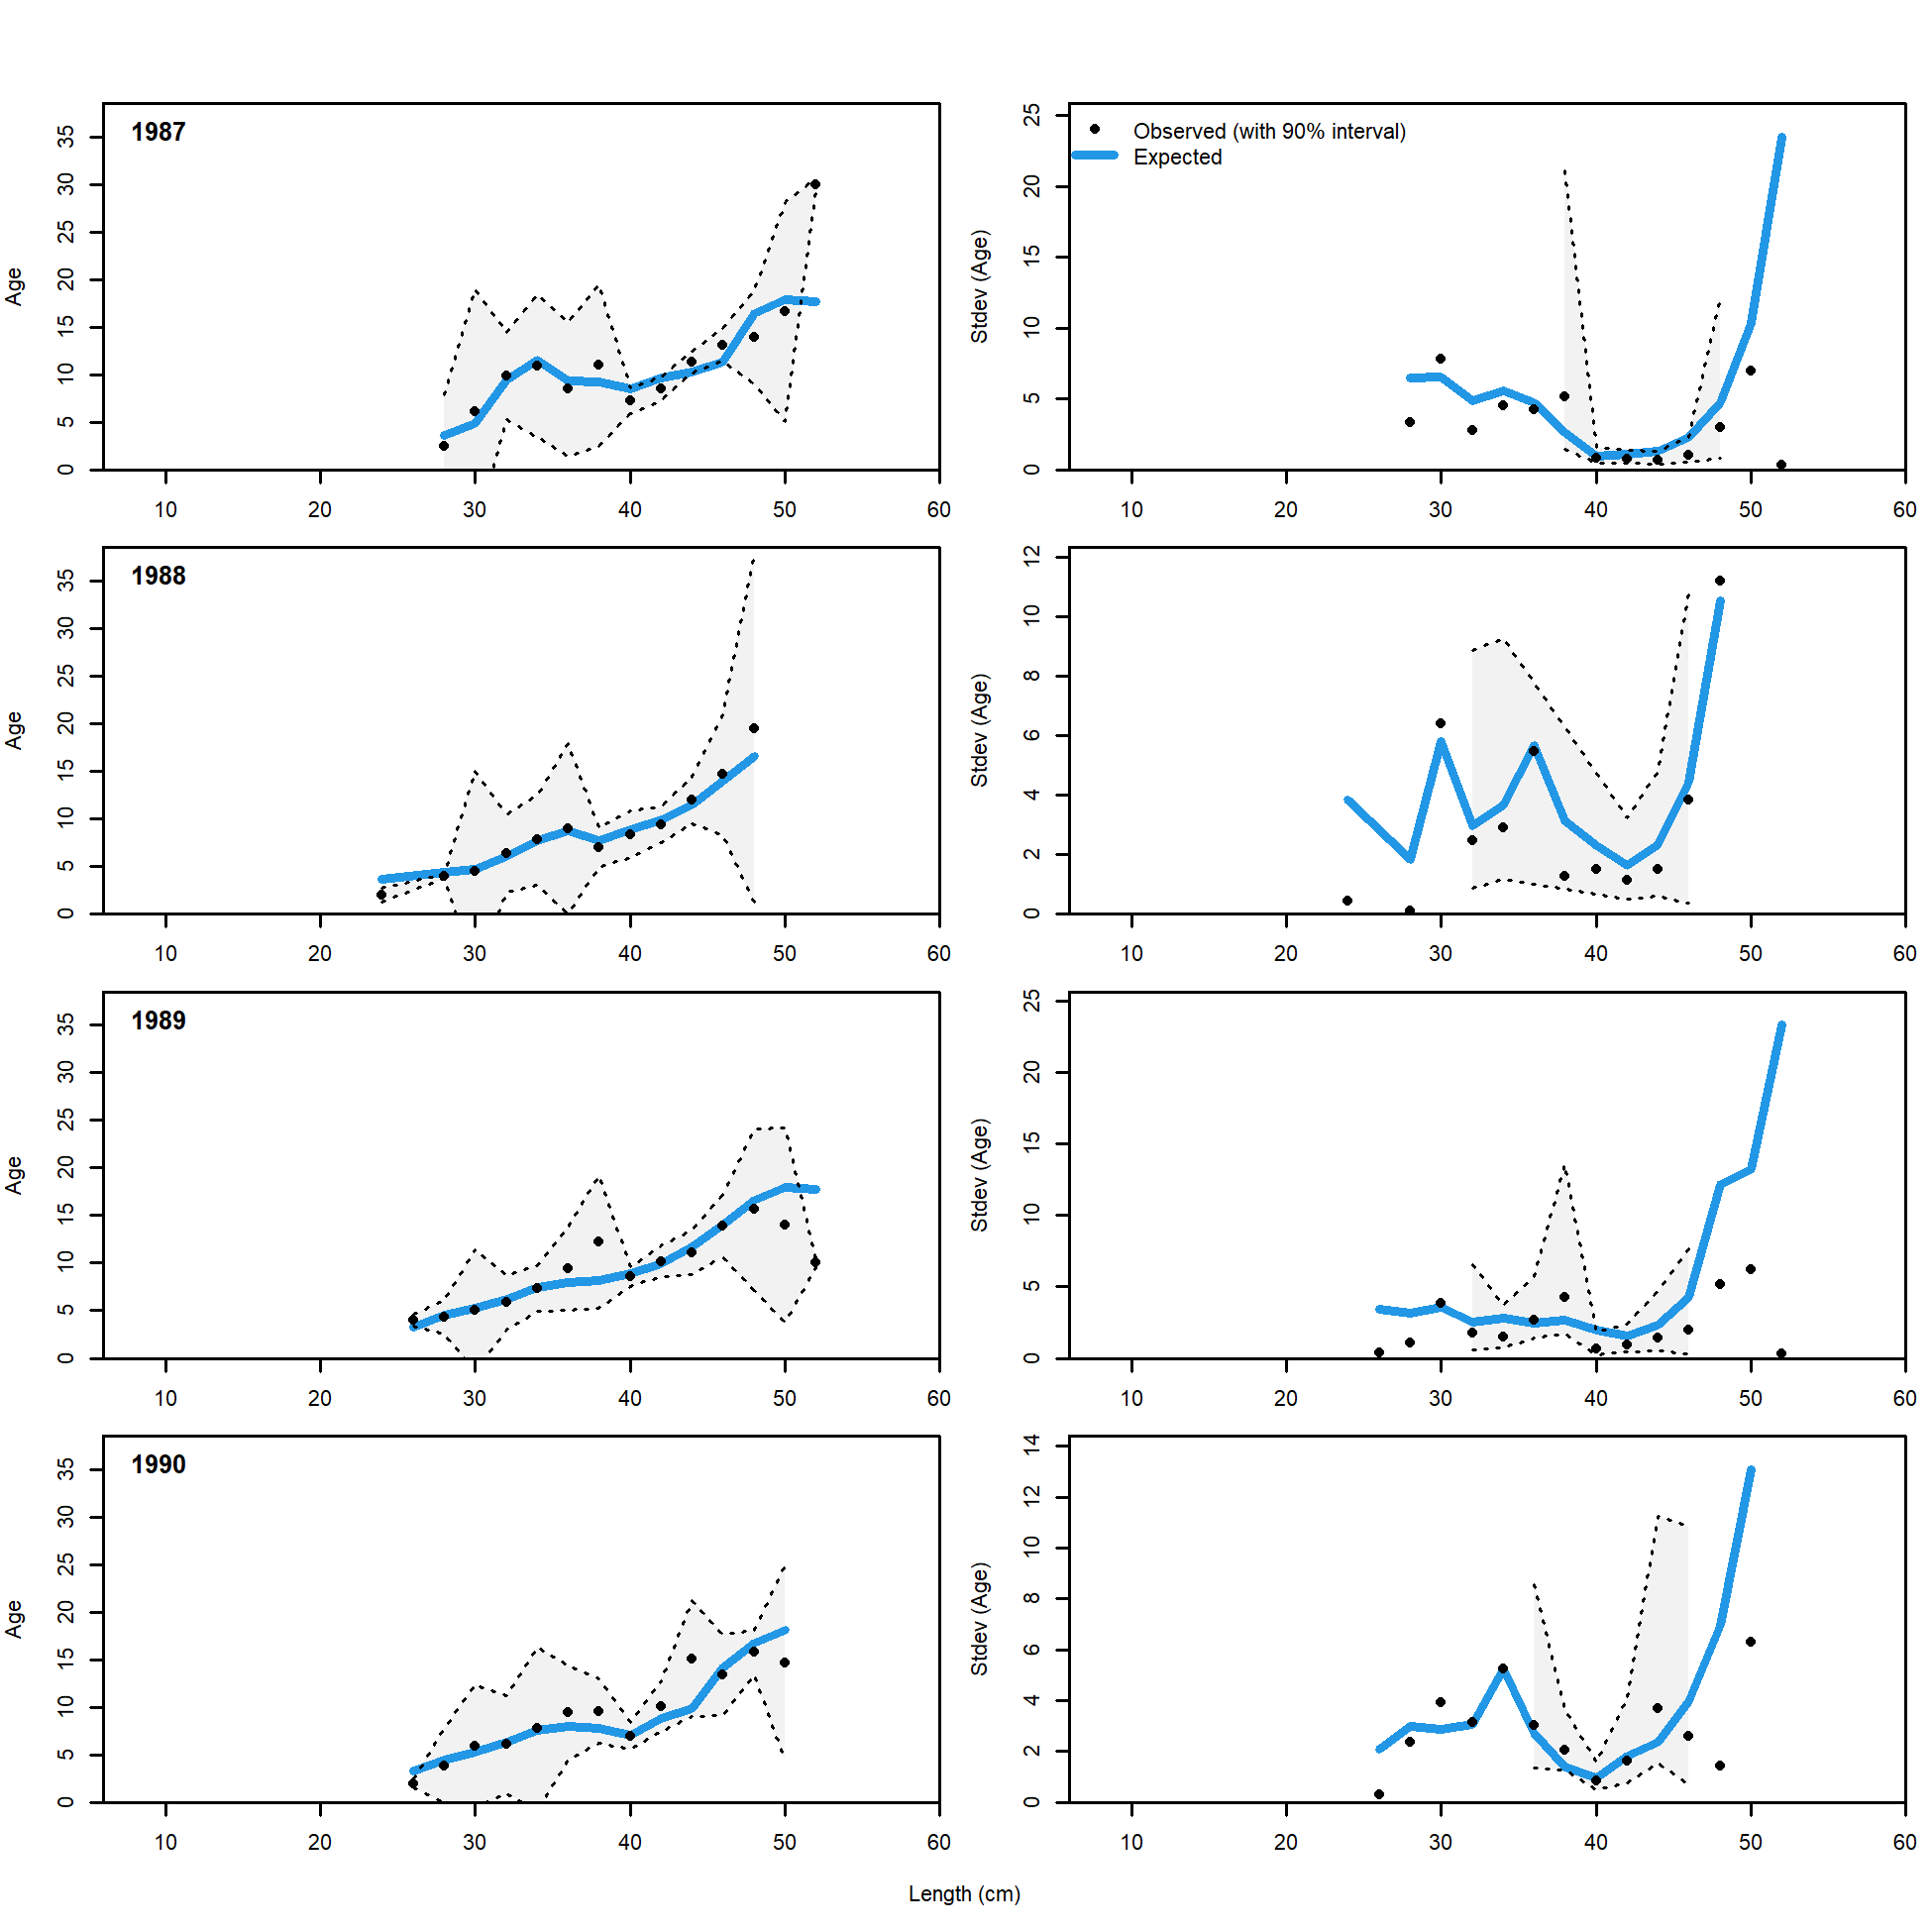 1987
Age
0 5 10 15 20 25 30 35
10 20 30 40 50 60
Observed (with 90% interval)
Expected
Stdev (Age)
0 5 10 15 20 25
10 20 30 40 50 60
1988
Age
0 5 10 15 20 25 30 35
10 20 30 40 50 60
Stdev (Age)
0 2 4 6 8 10 12
10 20 30 40 50 60
1989
Age
0 5 10 15 20 25 30 35
10 20 30 40 50 60
Stdev (Age)
0 5 10 15 20 25
10 20 30 40 50 60
1990
Age
0 5 10 15 20 25 30 35
10 20 30 40 50 60
Stdev (Age)
0 2 4 6 8 10 12 14
10 20 30 40 50 60
Length (cm)